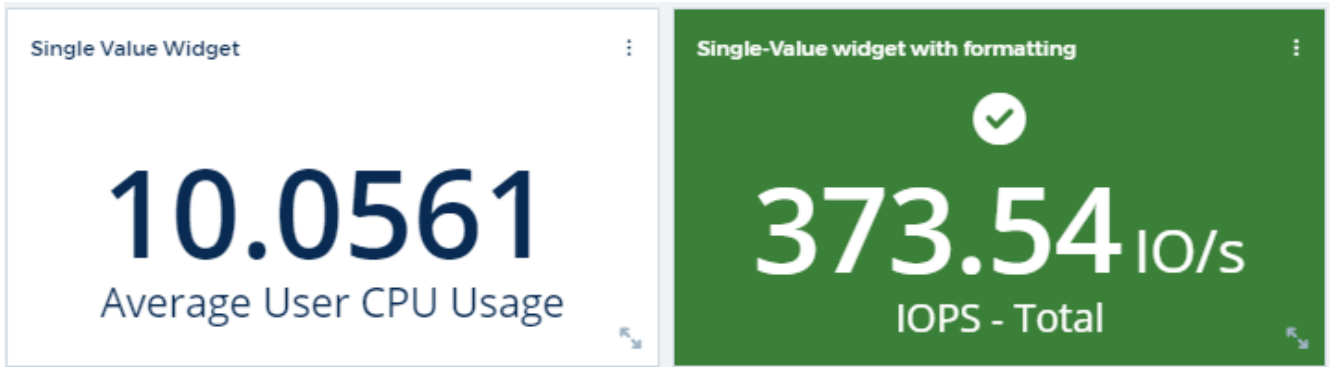 Single Value Widget
10.0561
Average User CPU Usage
Single-Value widget with formatting
373.54 IO/s
IOPS - Total